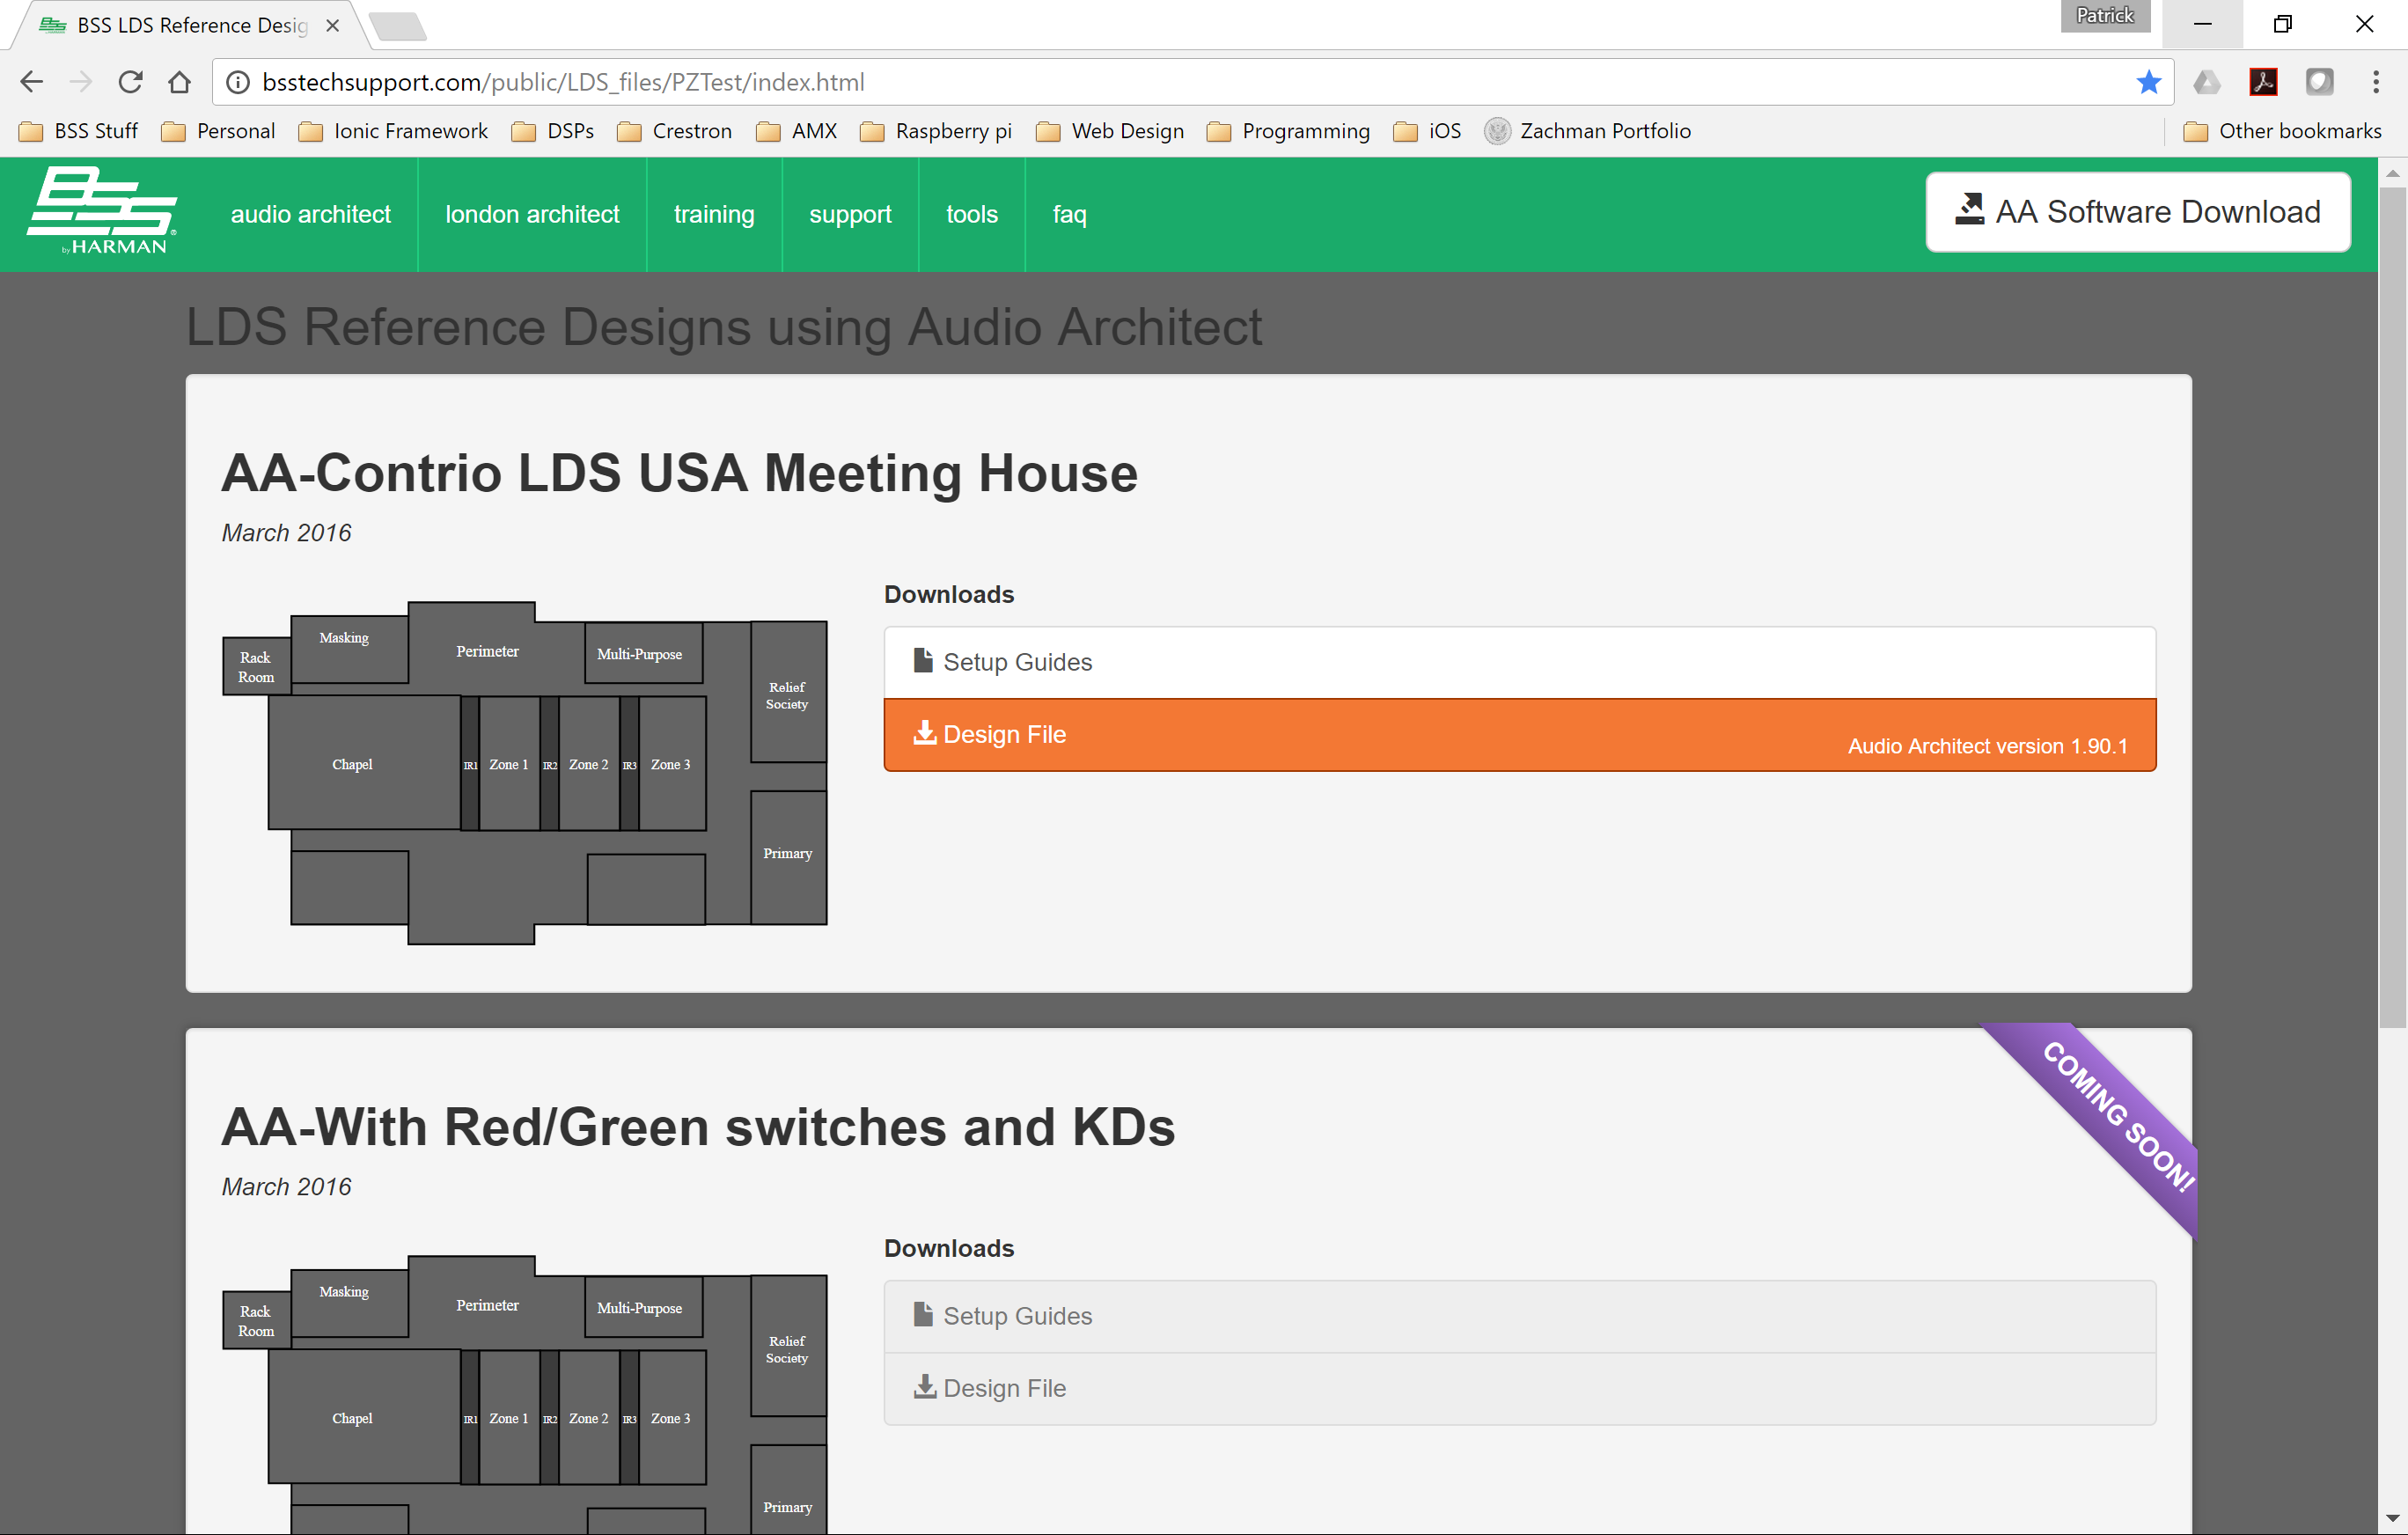 BSS LDS Reference Desig
Patrick
bsstechsupport.com/public/LDS_files/PZTest/index.html
BSS Stuff Personal Ionic Framework DSPs Crestron AMX Raspberry pi Web Design Programming iOS Zachman Portfolio Other bookmarks
BSS
by HARMAN
audio architect london architect training support tools faq
AA Software Download
LDS Reference Designs using Audio Architect
AA-Contrio LDS USA Meeting House
March 2016
Masking
Rack
Room
Perimeter
Multi-Purpose
Relief
Society
Chapel
IR1 Zone 1 IR2 Zone 2 IR3 Zone 3
Primary
Downloads
Setup Guides
Design File
Audio Architect version 1.90.1
COMING SOON!
AA-With Red/Green switches and KDs
March 2016
Masking
Rack
Room
Perimeter
Multi-Purpose
Relief
Society
Chapel
IR1 Zone 1 IR2 Zone 2 IR3 Zone 3
Primary
Downloads
Setup Guides
Design File